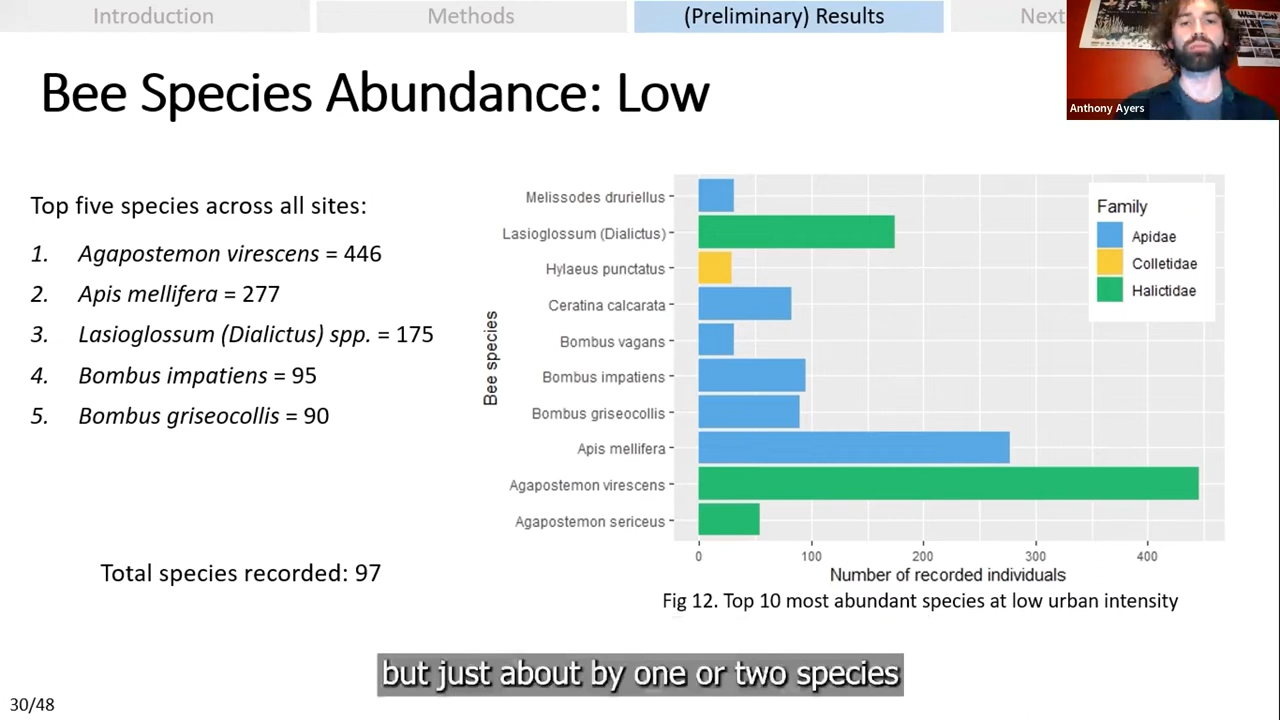 Introduction
Methods
(Preliminary) Results
Next
Anthony Ayers
Bee Species Abundance: Low
Top five species across all sites:
1. Agapostemon virescens = 446
2. Apis mellifera = 277
3. Lasioglossum (Dialictus) spp. = 175
4. Bombus impatiens = 95
5. Bombus griseocollis = 90
Total species recorded: 97
Bee species
Melissodes druriellus
Lasioglossum (Dialictus)
Hylaeus punctatus
Ceratina calcarata
Bombus vagans
Bombus impatiens
Bombus griseocollis
Apis mellifera
Agapostemon virescens
Agapostemon sericeus
Family
Apidae
Colletidae
Halictidae
0 100 200 300 400
Number of recorded individuals
Fig 12. Top 10 most abundant species at low urban intensity
but just about by one or two species
30/48